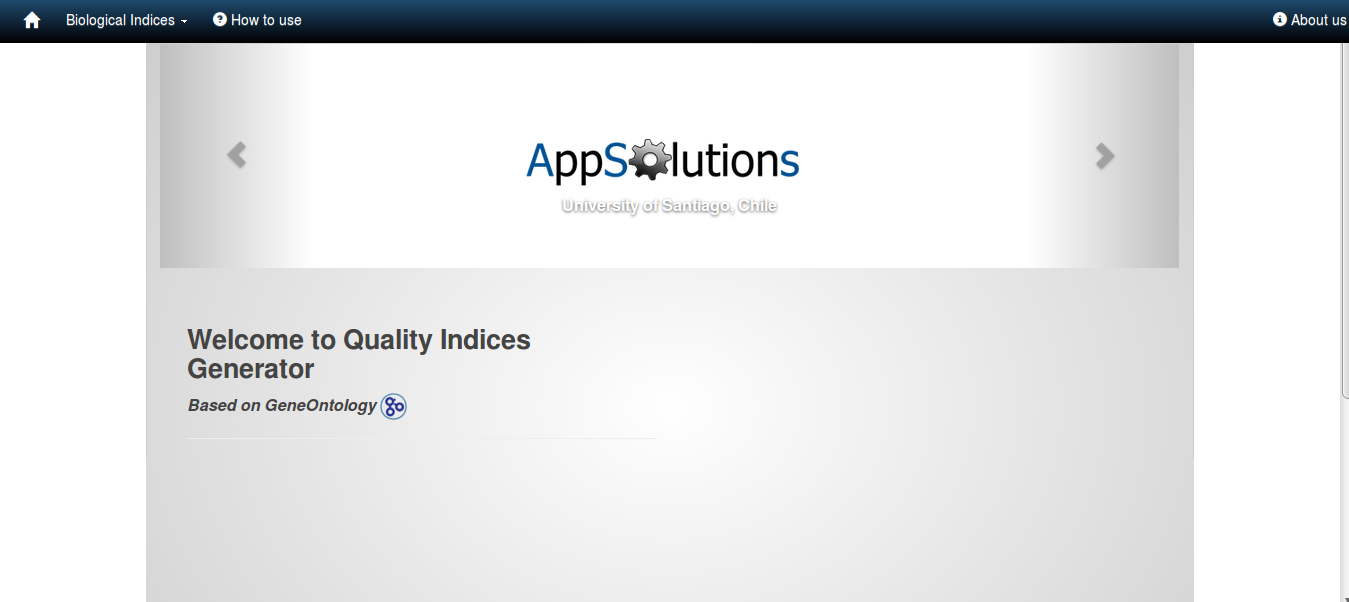 Biological Indices How to use About us
AppSolutions
University of Santiago, Chile
Welcome to Quality Indices
Generator
Based on GeneOntology